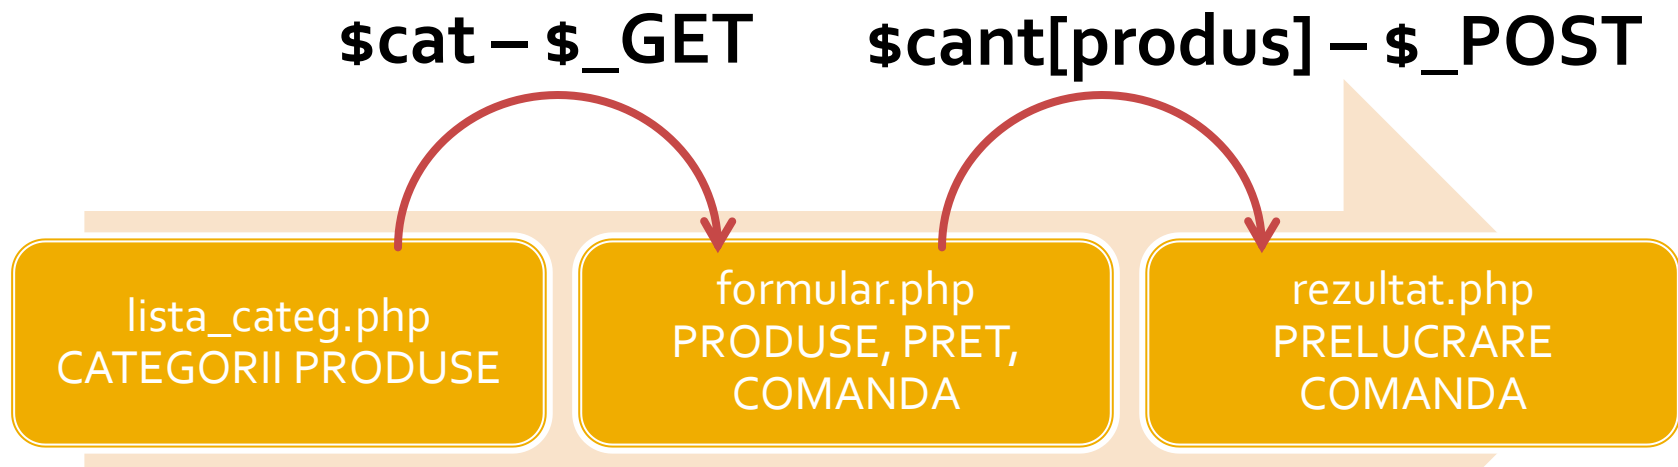 $cat – $_GET
$cant[produs] – $_POST
lista_categ.php
CATEGORII PRODUSE
formular.php
PRODUSE, PRET,
COMANDA
rezultat.php
PRELUCRARE
COMANDA